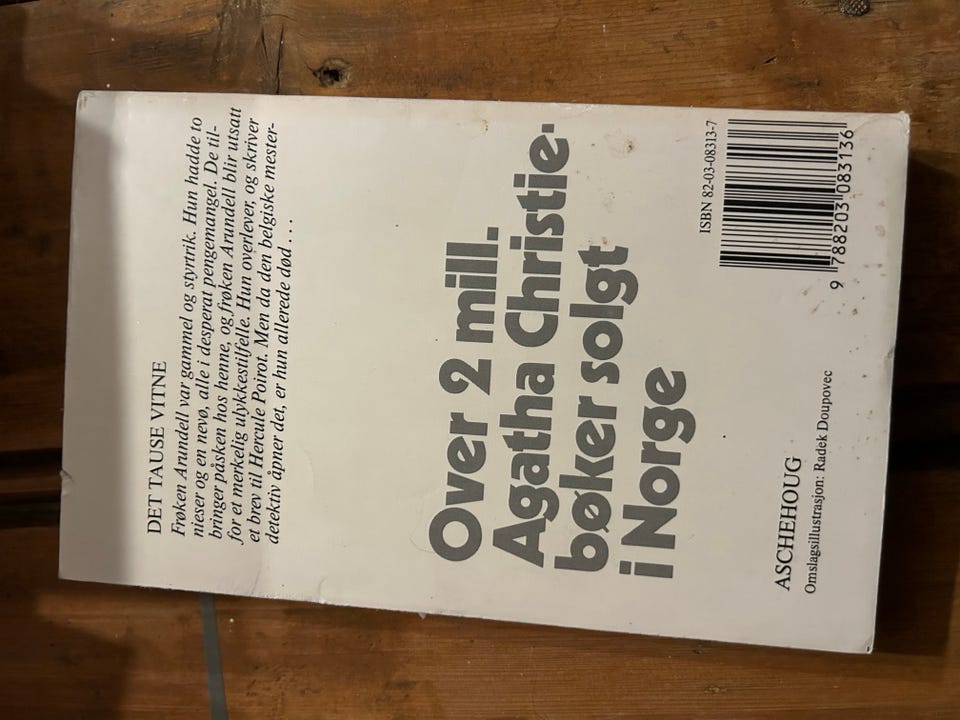 DET TAUSE VITNE
Frøken Arundell var gammel og styrtrik. Hun hadde to
nieser og en nevø, alle i desperat pengemangel. De til-
bringer påsken hos henne, og frøken Arundell blir utsatt
for et merkelig ulykkestilfelle. Hun overlever, og skriver
et brev til Hercule Poirot. Men da den belgiske mester-
detektiv åpner det, er hun allerede død . . .
Over 2 mill.
Agatha Christie-
bøker solgt
i Norge
ASCHEHOUG
Omslagsillustrasjon: Radek Doupovec
ISBN 82-03-08313-7
9 788203 083136